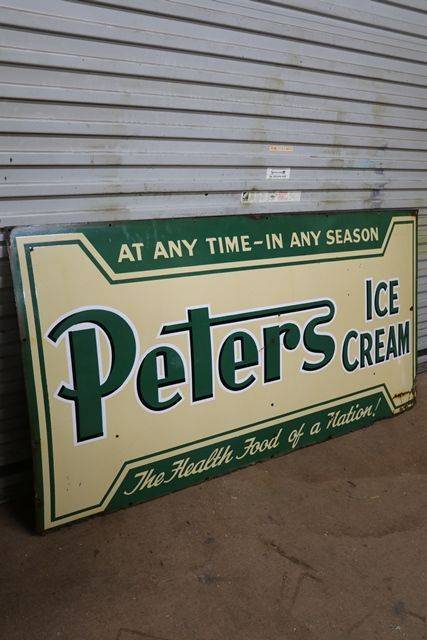 AT ANY TIME-IN ANY SEASON
Peters
ICE
CREAM
The Health Food of a Nation!